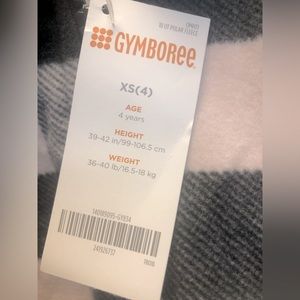 GYMBOREE
XS(4)
AGE
4 years
HEIGHT
39-42 in/99-106.5 cm
WEIGHT
36-40 lb/16.5-18 kg